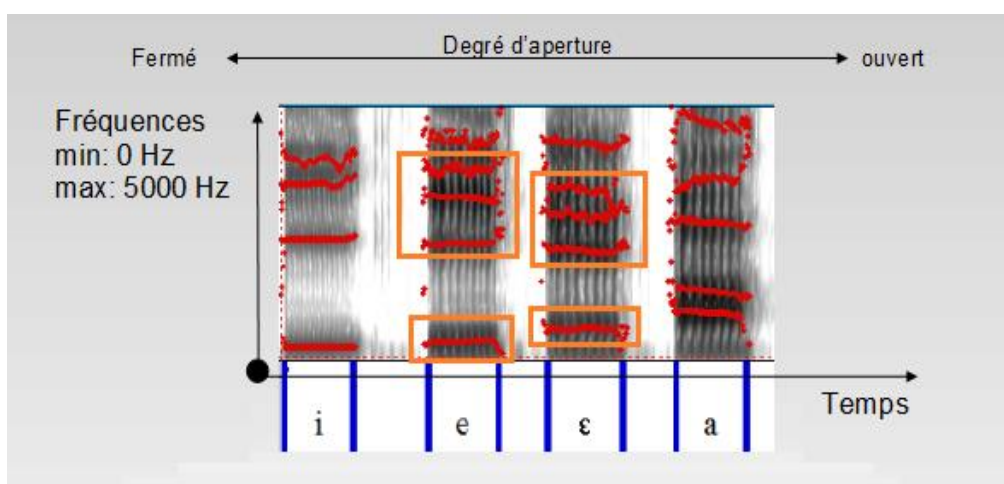 Degré d'aperture
Fermé
ouvert
Fréquences
min: 0 Hz
max: 5000 Hz
Temps
i e ɛ a